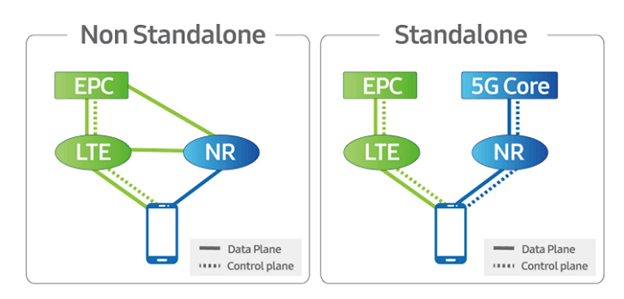 Non Standalone
EPC
LTE
NR
Data Plane
Control plane
Standalone
EPC
5G Core
LTE
NR
Data Plane
Control plane